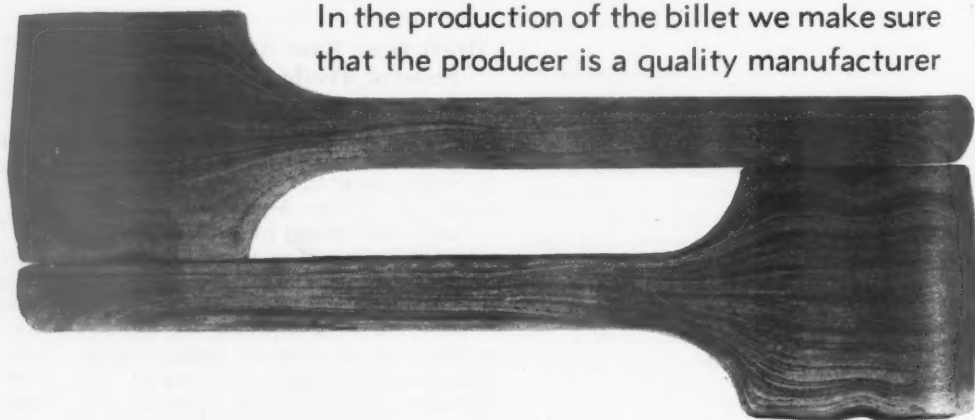 In the production of the billet we make sure
that the producer is a quality manufacturer